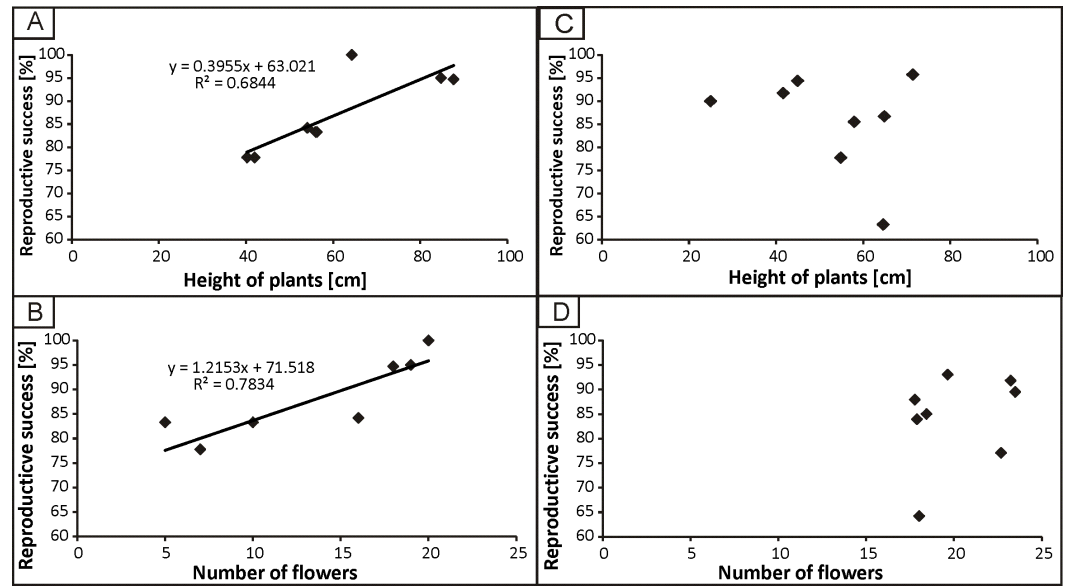 A
Reproductive success [%]
100
95
90
85
80
75
70
65
60
y = 0.3955x + 63.021
R² = 0.6844
0 20 40 60 80 100
Height of plants [cm]
C
Reproductive success [%]
100
95
90
85
80
75
70
65
60
0 20 40 60 80 100
Height of plants [cm]
B
Reproducticve success [%]
100
95
90
85
80
75
70
65
60
y = 1.2153x + 71.518
R² = 0.7834
0 5 10 15 20 25
Number of flowers
D
Reproducticve success [%]
100
95
90
85
80
75
70
65
60
0 5 10 15 20 25
Number of flowers